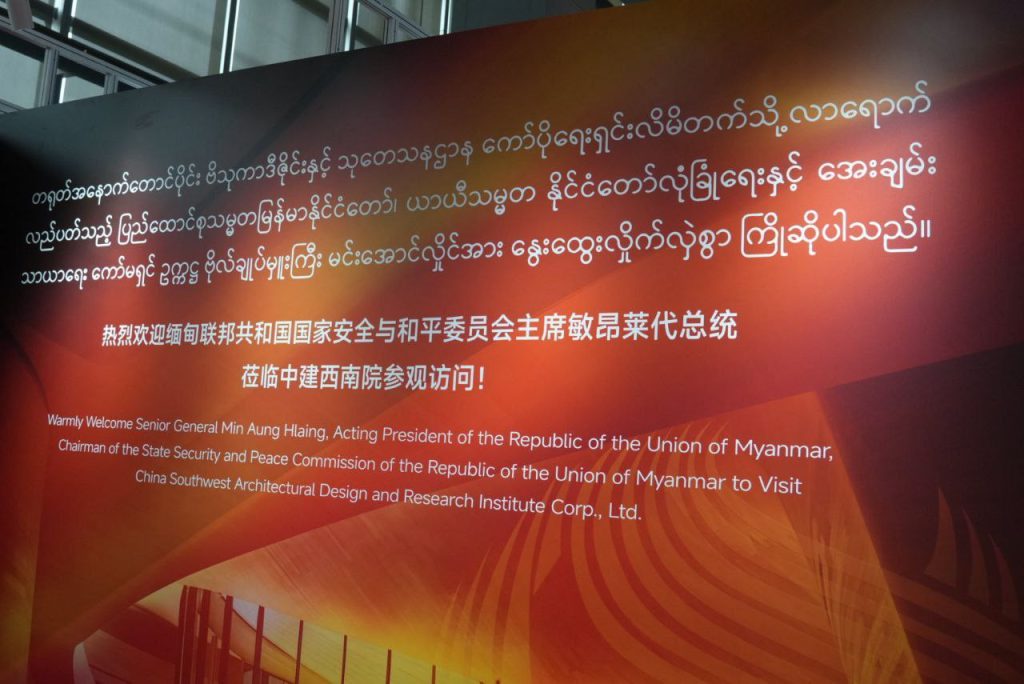 တရုတ်အနောက်တောင်ပိုင်း ဗိသုကာဒီဇိုင်းနှင့် သုတေသနဌာန ကော်ပိုရေးရှင်းလိမိတက်သို့ လာရောက်
လည်ပတ်သည့် ပြည်ထောင်စုသမ္မတမြန်မာနိုင်ငံတော်၊ ယာယီသမ္မတ နိုင်ငံတော်လုံခြုံရေးနှင့် အေးချမ်း
သာယာရေး ကော်မရှင် ဥက္ကဋ္ဌ ဗိုလ်ချုပ်မှူးကြီး မင်းအောင်လှိုင်အား နွေးထွေးလှိုက်လှဲစွာ ကြိုဆိုပါသည်။
热烈欢迎缅甸联邦共和国国家安全与和平委员会主席敏昂莱代总统
莅临中建西南院参观访问！
Warmly Welcome Senior General Min Aung Hlaing, Acting President of the Republic of the Union of Myanmar,
Chairman of the State Security and Peace Commission of the Republic of the Union of Myanmar to Visit
China Southwest Architectural Design and Research Institute Corp., Ltd.